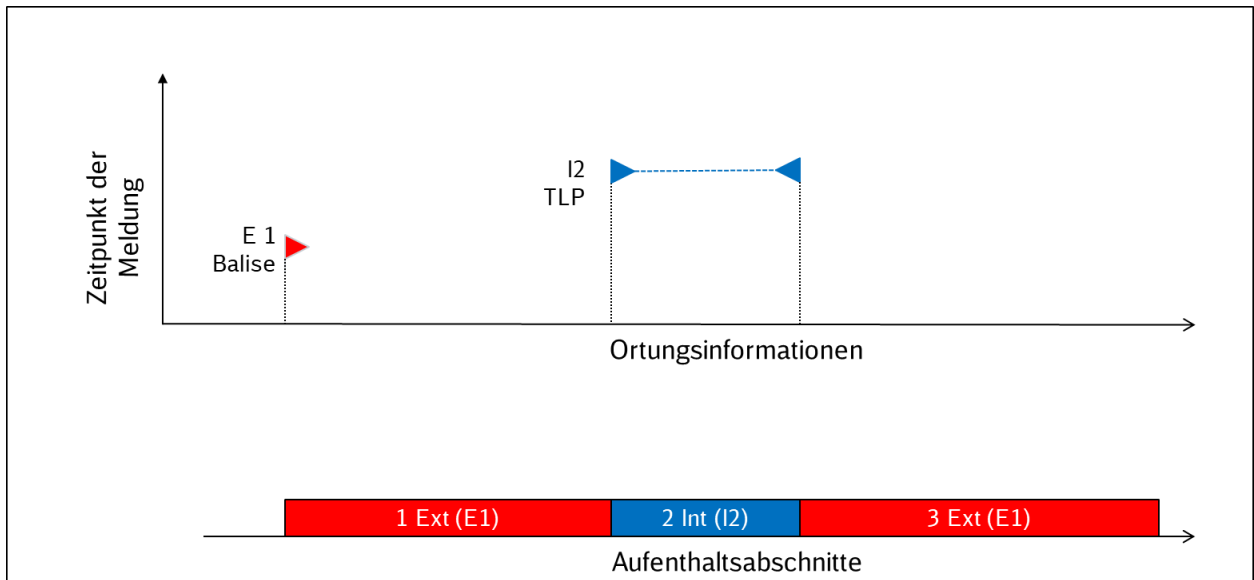 Zeitpunkt der
Meldung
I2
TLP
E 1
Balise
Ortungsinformationen
1 Ext (E1)
2 Int (I2)
3 Ext (E1)
Aufenthaltsabschnitte